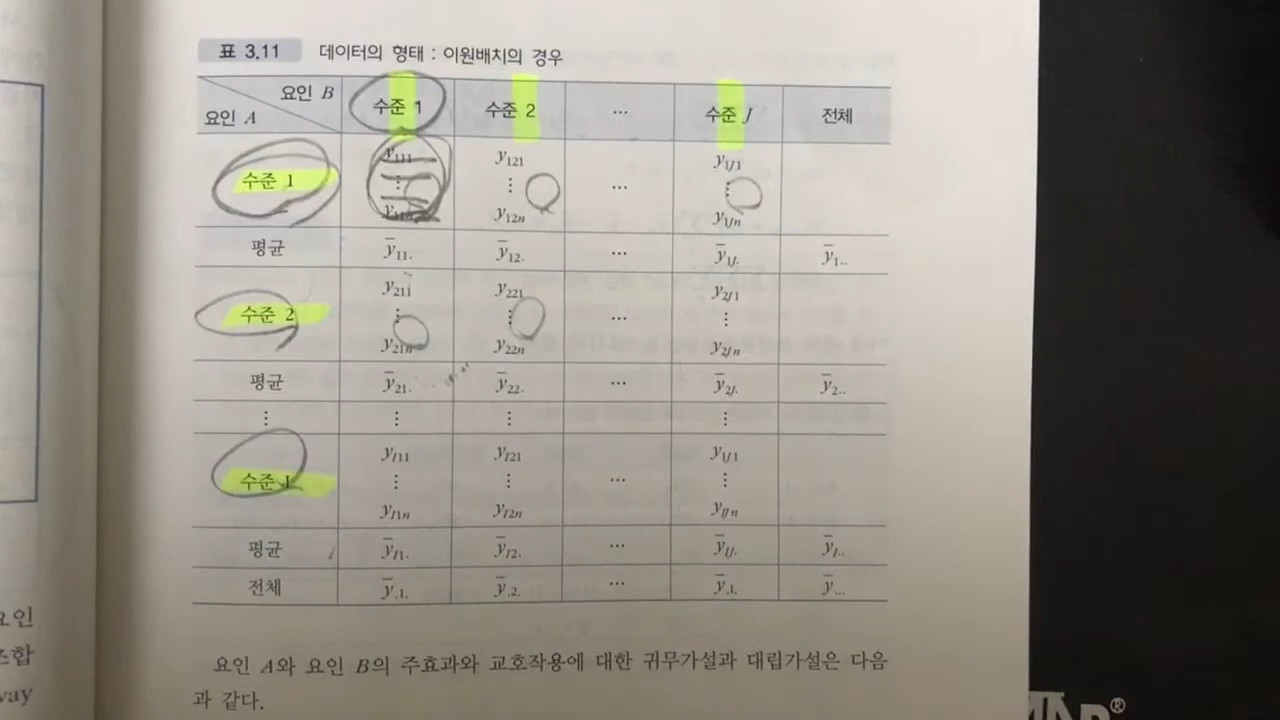 표 3.11 데이터의 형태 : 이원배치의 경우
요인 B
요인 A
수준 1 수준 2 ... 수준 J 전체
수준 1
y111 y121 y1J1
⋮ ⋮ ... ⋮
y11n y12n y1Jn
평균 ȳ11. ȳ12. ... ȳ1J. ȳ1..
수준 2
y211 y221 y2J1
⋮ ⋮ ... ⋮
y21n y22n y2Jn
평균 ȳ21. ȳ22. ... ȳ2J. ȳ2..
⋮ ⋮ ⋮ ⋮
수준 I
yI11 yI21 yIJ1
⋮ ⋮ ... ⋮
yI1n yI2n yIJn
평균 ȳI1. ȳI2. ... ȳIJ. ȳI..
전체 ȳ.1. ȳ.2. ... ȳ.J. ȳ...
요인 A와 요인 B의 주효과와 교호작용에 대한 귀무가설과 대립가설은 다음
과 같다.
요인
조합
way